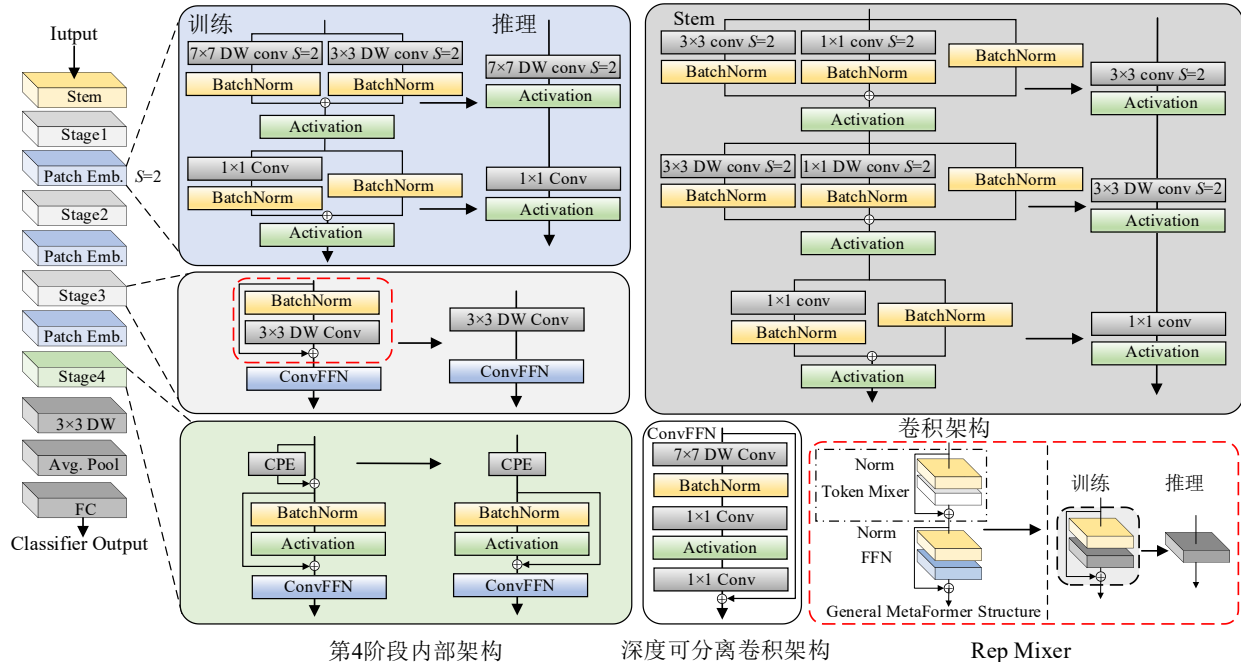 Iutput
Stem
Stage1
Patch Emb.
S=2
Stage2
Patch Emb.
Stage3
Patch Emb.
Stage4
3×3 DW
Avg. Pool
FC
Classifier Output
训练
推理
7×7 DW conv S=2
3×3 DW conv S=2
BatchNorm
BatchNorm
Activation
1×1 Conv
BatchNorm
BatchNorm
Activation
7×7 DW conv S=2
Activation
1×1 Conv
Activation
BatchNorm
3×3 DW Conv
ConvFFN
3×3 DW Conv
ConvFFN
CPE
BatchNorm
Activation
ConvFFN
CPE
BatchNorm
Activation
ConvFFN
第4阶段内部架构
Stem
3×3 conv S=2
1×1 conv S=2
BatchNorm
BatchNorm
BatchNorm
Activation
3×3 DW conv S=2
1×1 DW conv S=2
BatchNorm
BatchNorm
BatchNorm
Activation
1×1 conv
BatchNorm
BatchNorm
Activation
3×3 conv S=2
Activation
3×3 DW conv S=2
Activation
1×1 conv
Activation
卷积架构
ConvFFN
7×7 DW Conv
BatchNorm
1×1 Conv
Activation
1×1 Conv
深度可分离卷积架构
Norm
Token Mixer
Norm
FFN
General MetaFormer Structure
训练
推理
Rep Mixer